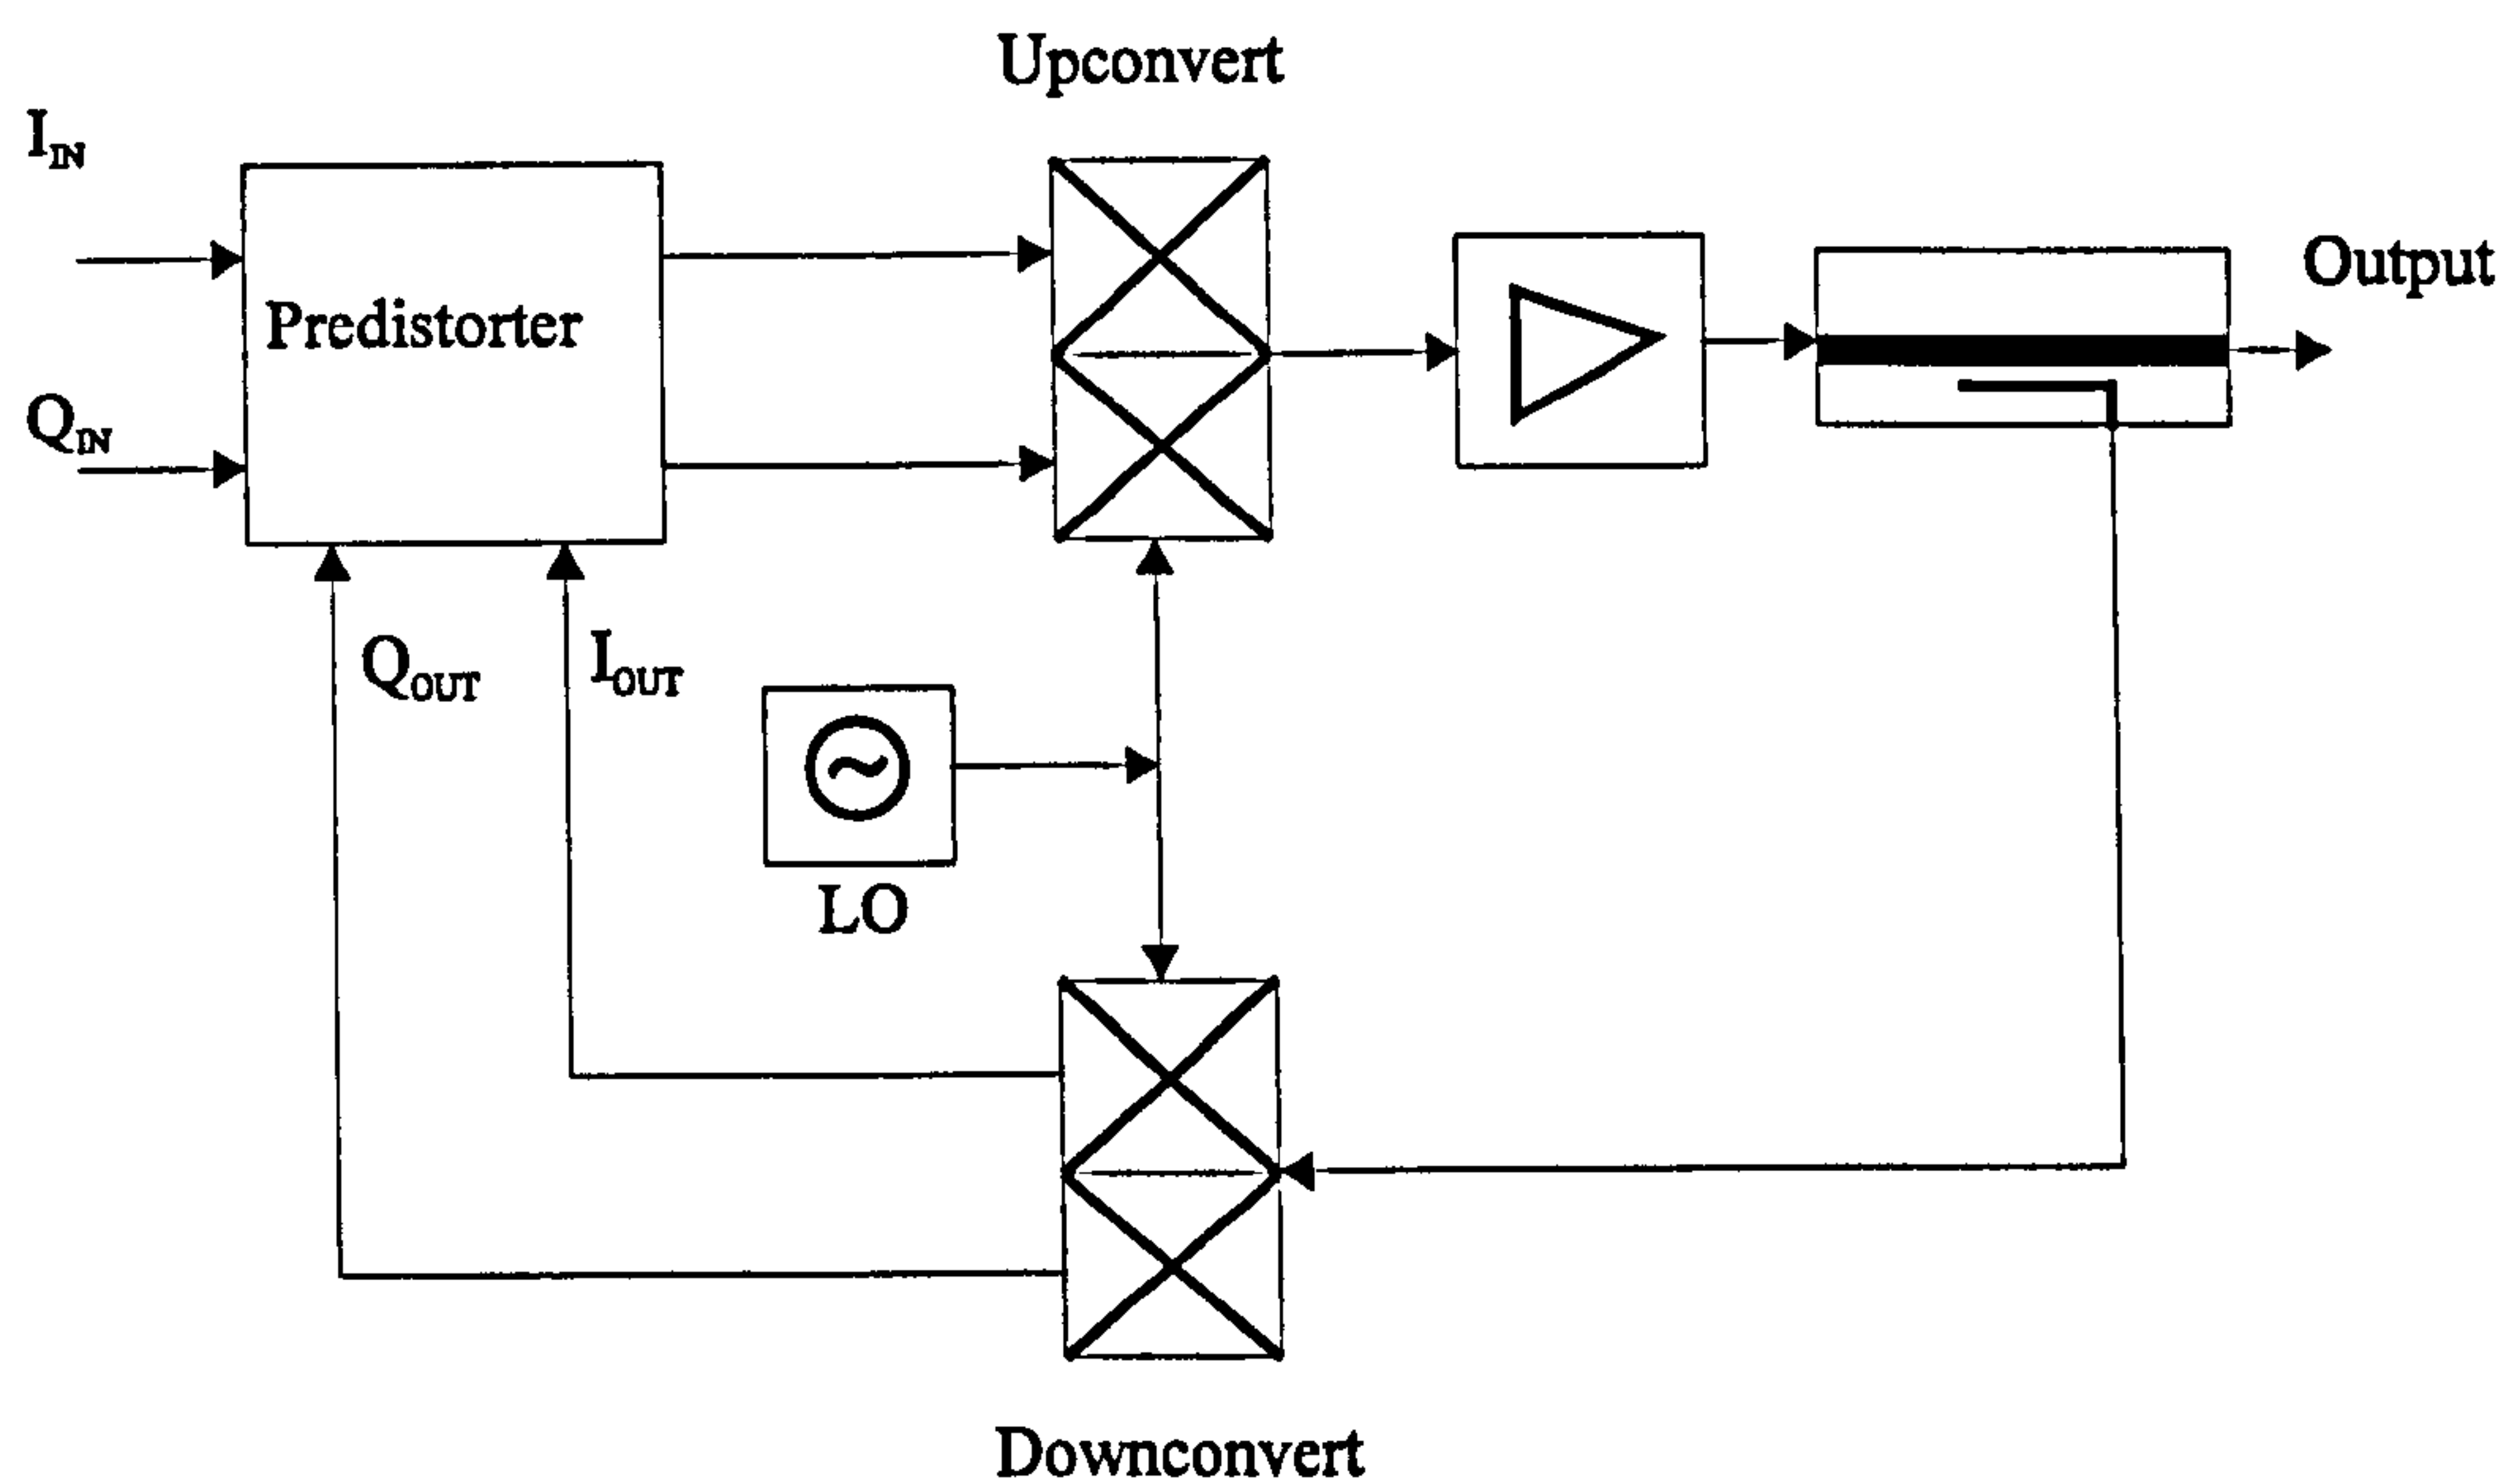 Upconvert
I_IN
Output
Predistorter
Q_IN
Q_OUT
I_OUT
LO
Downconvert